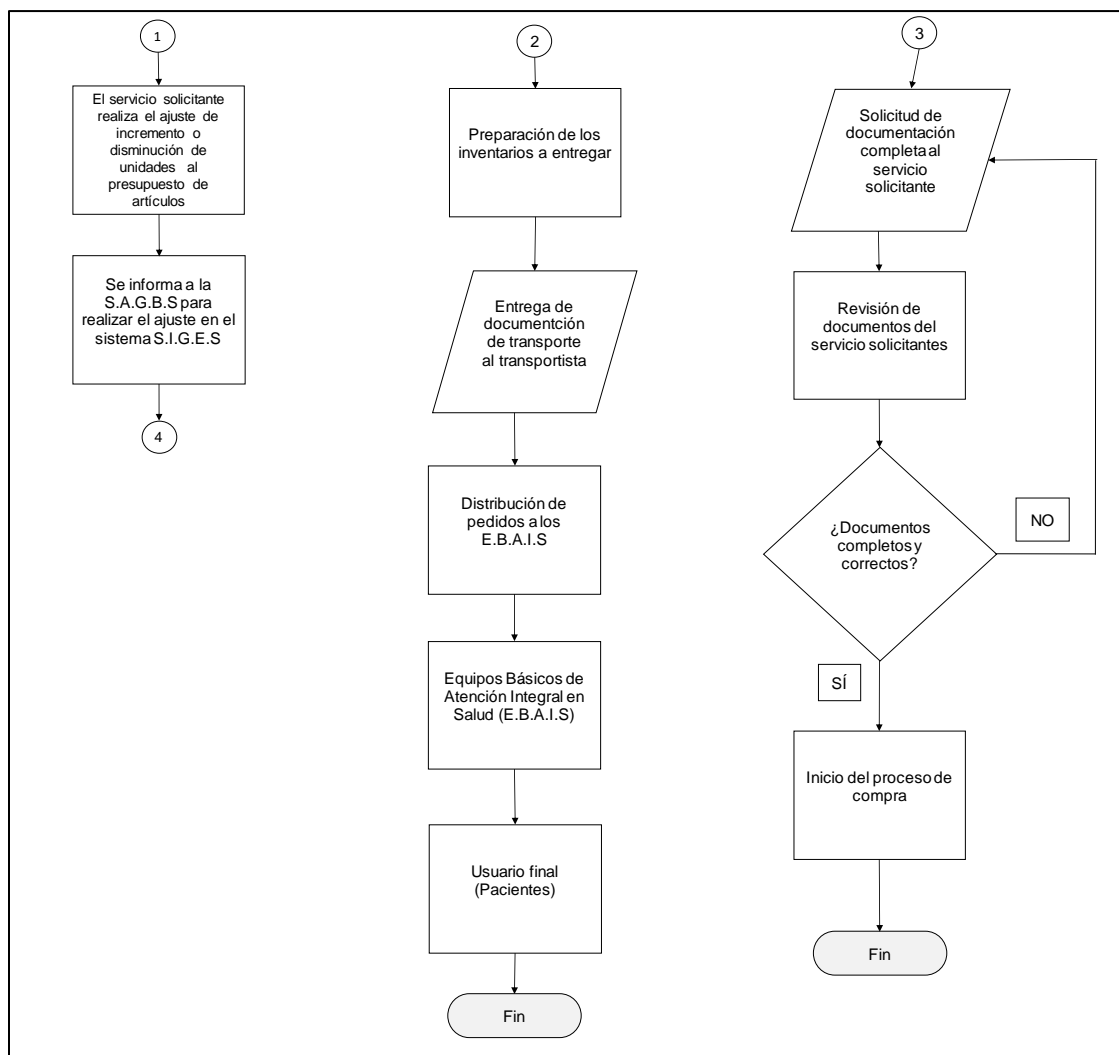 1
El servicio solicitante
realiza el ajuste de
incremento o
disminución de
unidades al
presupuesto de
artículos
Se informa a la
S.A.G.B.S para
realizar el ajuste en el
sistema S.I.G.E.S
4
2
Preparación de los
inventarios a entregar
Entrega de
documentción
de transporte
al transportista
Distribución de
pedidos a los
E.B.A.I.S
Equipos Básicos de
Atención Integral en
Salud (E.B.A.I.S)
Usuario final
(Pacientes)
Fin
3
Solicitud de
documentación
completa al
servicio
solicitante
Revisión de
documentos del
servicio solicitantes
¿Documentos
completos y
correctos?
NO
SÍ
Inicio del proceso de
compra
Fin